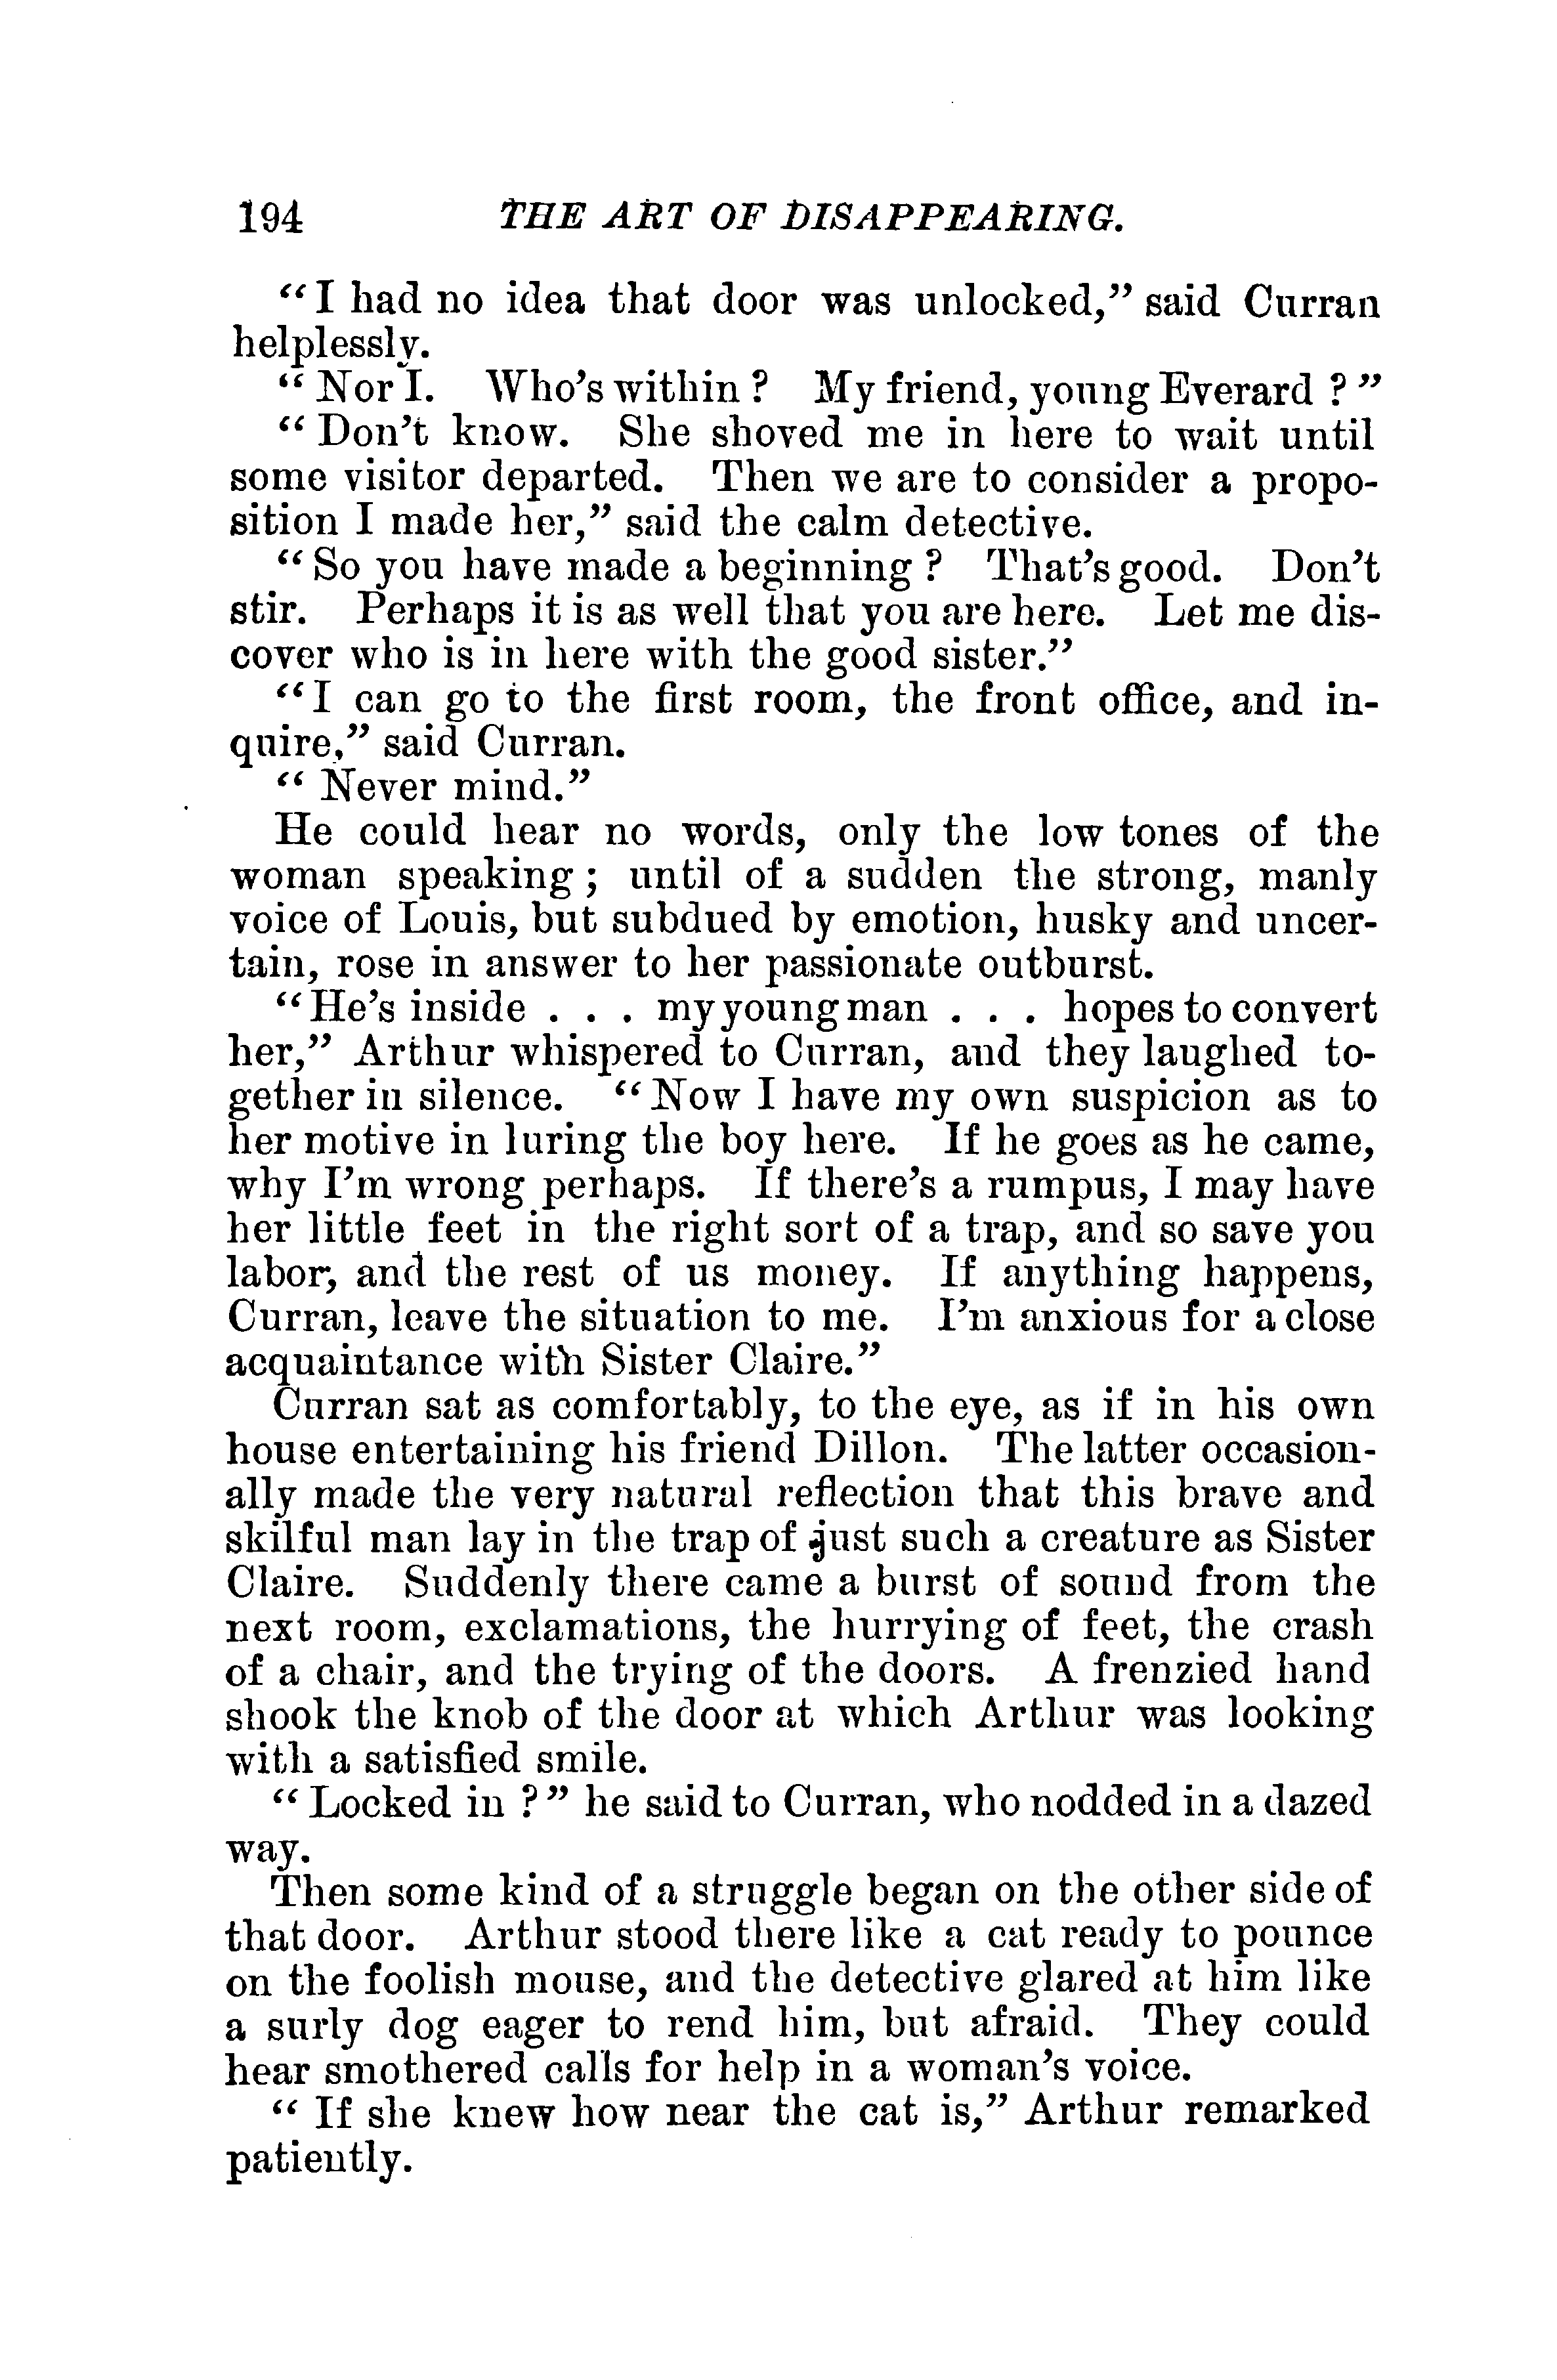 194 THE ART OF DISAPPEARING.
“I had no idea that door was unlocked,” said Curran
helplessly.
“Nor I. Who's within? My friend, young Everard?”
“Don't know. She shoved me in here to wait until
some visitor departed. Then we are to consider a propo-
sition I made her,” said the calm detective.
“So you have made a beginning? That's good. Don't
stir. Perhaps it is as well that you are here. Let me dis-
cover who is in here with the good sister.”
“I can go to the first room, the front office, and in-
quire,” said Curran.
“Never mind.”
He could hear no words, only the low tones of the
woman speaking; until of a sudden the strong, manly
voice of Louis, but subdued by emotion, husky and uncer-
tain, rose in answer to her passionate outburst.
“He's inside . . . my young man . . . hopes to convert
her,” Arthur whispered to Curran, and they laughed to-
gether in silence. “Now I have my own suspicion as to
her motive in luring the boy here. If he goes as he came,
why I'm wrong perhaps. If there's a rumpus, I may have
her little feet in the right sort of a trap, and so save you
labor, and the rest of us money. If anything happens,
Curran, leave the situation to me. I'm anxious for a close
acquaintance with Sister Claire.”
Curran sat as comfortably, to the eye, as if in his own
house entertaining his friend Dillon. The latter occasion-
ally made the very natural reflection that this brave and
skilful man lay in the trap of just such a creature as Sister
Claire. Suddenly there came a burst of sound from the
next room, exclamations, the hurrying of feet, the crash
of a chair, and the trying of the doors. A frenzied hand
shook the knob of the door at which Arthur was looking
with a satisfied smile.
“Locked in?” he said to Curran, who nodded in a dazed
way.
Then some kind of a struggle began on the other side of
that door. Arthur stood there like a cat ready to pounce
on the foolish mouse, and the detective glared at him like
a surly dog eager to rend him, but afraid. They could
hear smothered calls for help in a woman's voice.
“If she knew how near the cat is,” Arthur remarked
patiently.